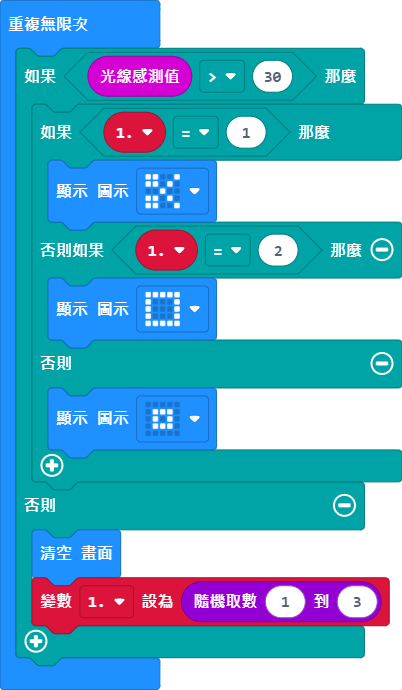 重複無限次
如果 光線感測值 > 30 那麼
如果 1. = 1 那麼
顯示 圖示
否則如果 1. = 2 那麼
顯示 圖示
否則
顯示 圖示
否則
清空 畫面
變數 1. 設為 隨機取數 1 到 3